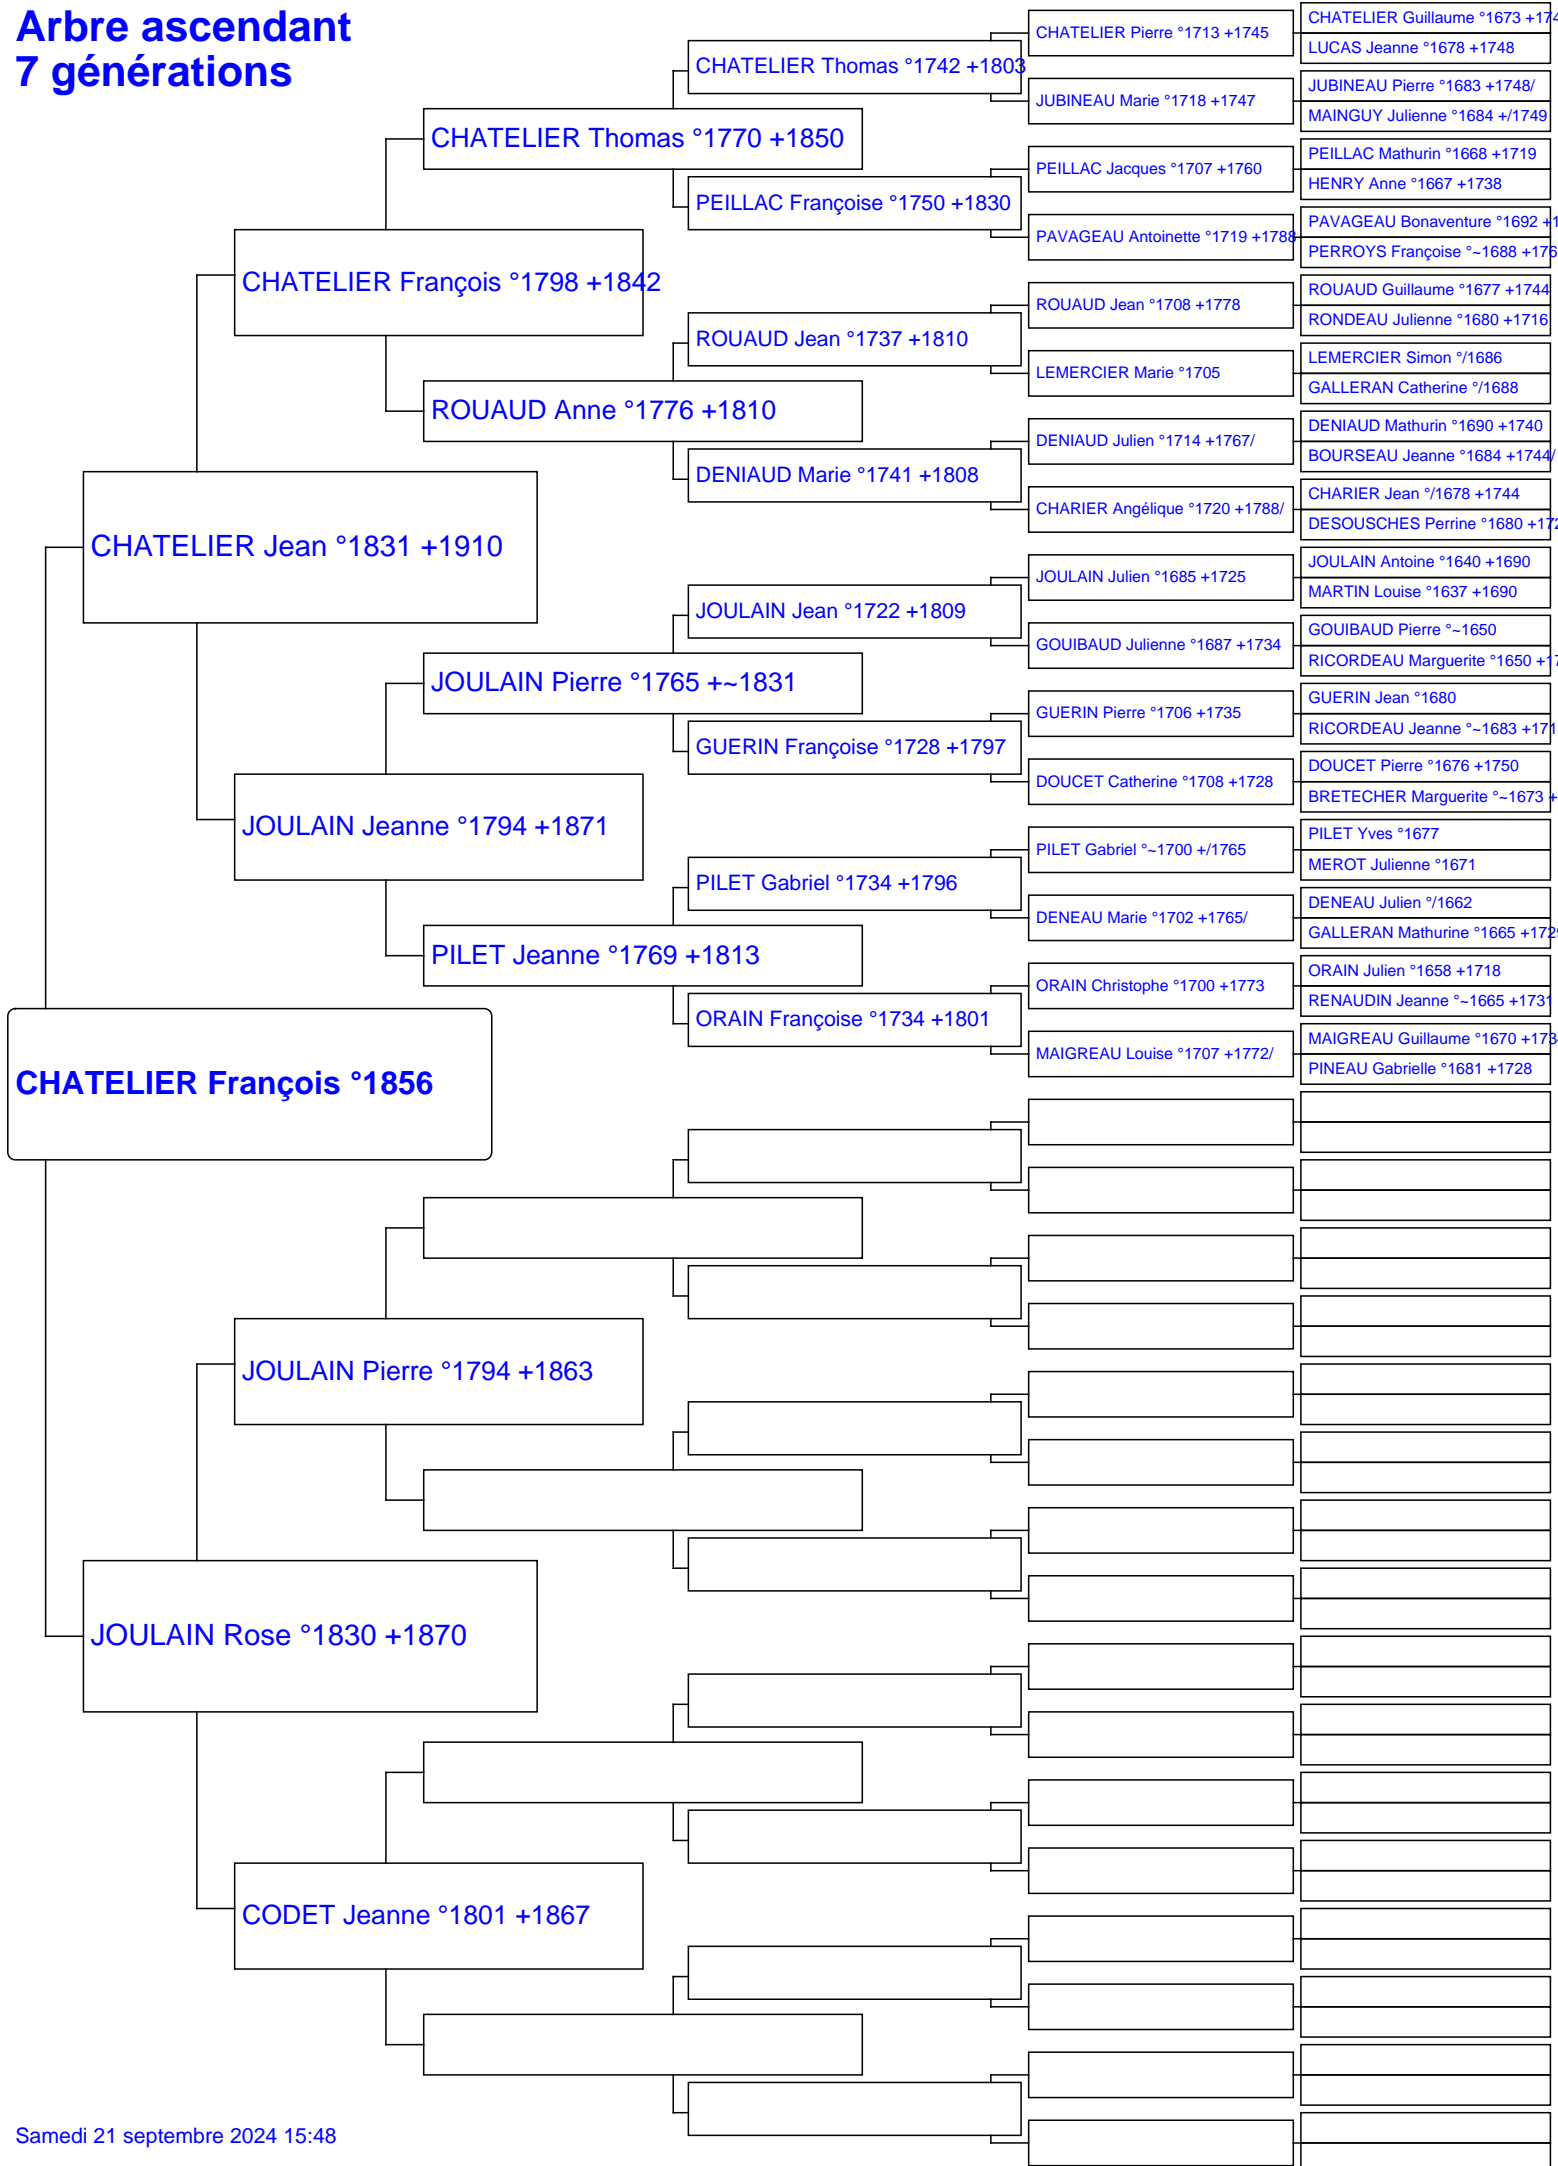 Arbre ascendant
7 générations
CHATELIER François °1856
CHATELIER Jean °1831 +1910
JOULAIN Rose °1830 +1870
CHATELIER François °1798 +1842
JOULAIN Jeanne °1794 +1871
JOULAIN Pierre °1794 +1863
CODET Jeanne °1801 +1867
CHATELIER Thomas °1770 +1850
ROUAUD Anne °1776 +1810
JOULAIN Pierre °1765 +~1831
PILET Jeanne °1769 +1813
CHATELIER Thomas °1742 +1803
PEILLAC Françoise °1750 +1830
ROUAUD Jean °1737 +1810
DENIAUD Marie °1741 +1808
JOULAIN Jean °1722 +1809
GUERIN Françoise °1728 +1797
PILET Gabriel °1734 +1796
ORAIN Françoise °1734 +1801
CHATELIER Pierre °1713 +1745
JUBINEAU Marie °1718 +1747
PEILLAC Jacques °1707 +1760
PAVAGEAU Antoinette °1719 +1788
ROUAUD Jean °1708 +1778
LEMERCIER Marie °1705
DENIAUD Julien °1714 +1767/
CHARIER Angélique °1720 +1788/
JOULAIN Julien °1685 +1725
GOUIBAUD Julienne °1687 +1734
GUERIN Pierre °1706 +1735
DOUCET Catherine °1708 +1728
PILET Gabriel °~1700 +/1765
DENEAU Marie °1702 +1765/
ORAIN Christophe °1700 +1773
MAIGREAU Louise °1707 +1772/
CHATELIER Guillaume °1673
LUCAS Jeanne °1678 +1748
JUBINEAU Pierre °1683 +1748/
MAINGUY Julienne °1684 +/1749
PEILLAC Mathurin °1668 +1719
HENRY Anne °1667 +1738
PAVAGEAU Bonaventure °1692
PERROYS Françoise °~1688
ROUAUD Guillaume °1677 +1744
RONDEAU Julienne °1680 +1716
LEMERCIER Simon °/1686
GALLERAN Catherine °/1688
DENIAUD Mathurin °1690 +1740
BOURSEAU Jeanne °1684 +1744/
CHARIER Jean °/1678 +1744
DESOUSCHES Perrine °1680
JOULAIN Antoine °1640 +1690
MARTIN Louise °1637 +1690
GOUIBAUD Pierre °~1650
RICORDEAU Marguerite °1650
GUERIN Jean °1680
RICORDEAU Jeanne °~1683
DOUCET Pierre °1676 +1750
BRETECHER Marguerite °~1673
PILET Yves °1677
MEROT Julienne °1671
DENEAU Julien °/1662
GALLERAN Mathurine °1665 +1729
ORAIN Julien °1658 +1718
RENAUDIN Jeanne °~1665 +1731
MAIGREAU Guillaume °1670
PINEAU Gabrielle °1681 +1728
Samedi 21 septembre 2024 15:48